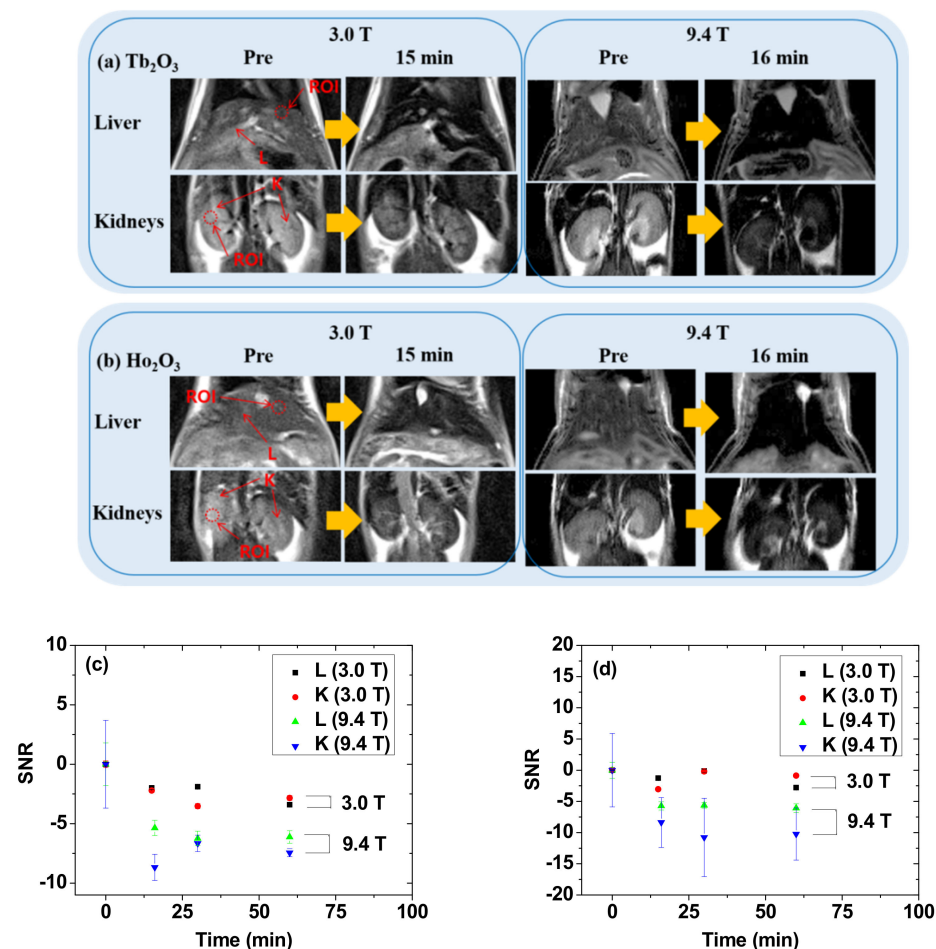 3.0 T
9.4 T
(a) Tb₂O₃
Pre
15 min
Pre
16 min
ROI
Liver
L
K
Kidneys
ROI
3.0 T
9.4 T
(b) Ho₂O₃
Pre
15 min
Pre
16 min
ROI
Liver
L
K
Kidneys
ROI
(c)
L (3.0 T)
K (3.0 T)
L (9.4 T)
K (9.4 T)
3.0 T
9.4 T
SNR
10
5
0
-5
-10
0 25 50 75 100
Time (min)
(d)
L (3.0 T)
K (3.0 T)
L (9.4 T)
K (9.4 T)
3.0 T
9.4 T
SNR
20
15
10
5
0
-5
-10
-15
-20
0 25 50 75 100
Time (min)